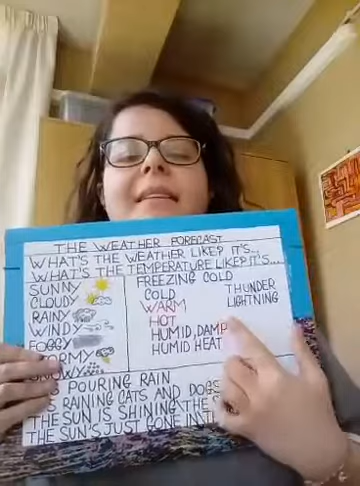 THE WEATHER FORECAST
WHAT'S THE WEATHER LIKE? IT'S...
WHAT'S THE TEMPERATURE LIKE? IT'S....
SUNNY
CLOUDY
RAINY
WINDY
FOGGY
STORMY
SNOWY
FREEZING COLD
COLD
WARM
HOT
HUMID, DAMP
HUMID HEAT
THUNDER
LIGHTNING
POURING RAIN
RAINING CATS AND DOGS
THE SUN IS SHINING THE
THE SUN'S JUST GONE IN